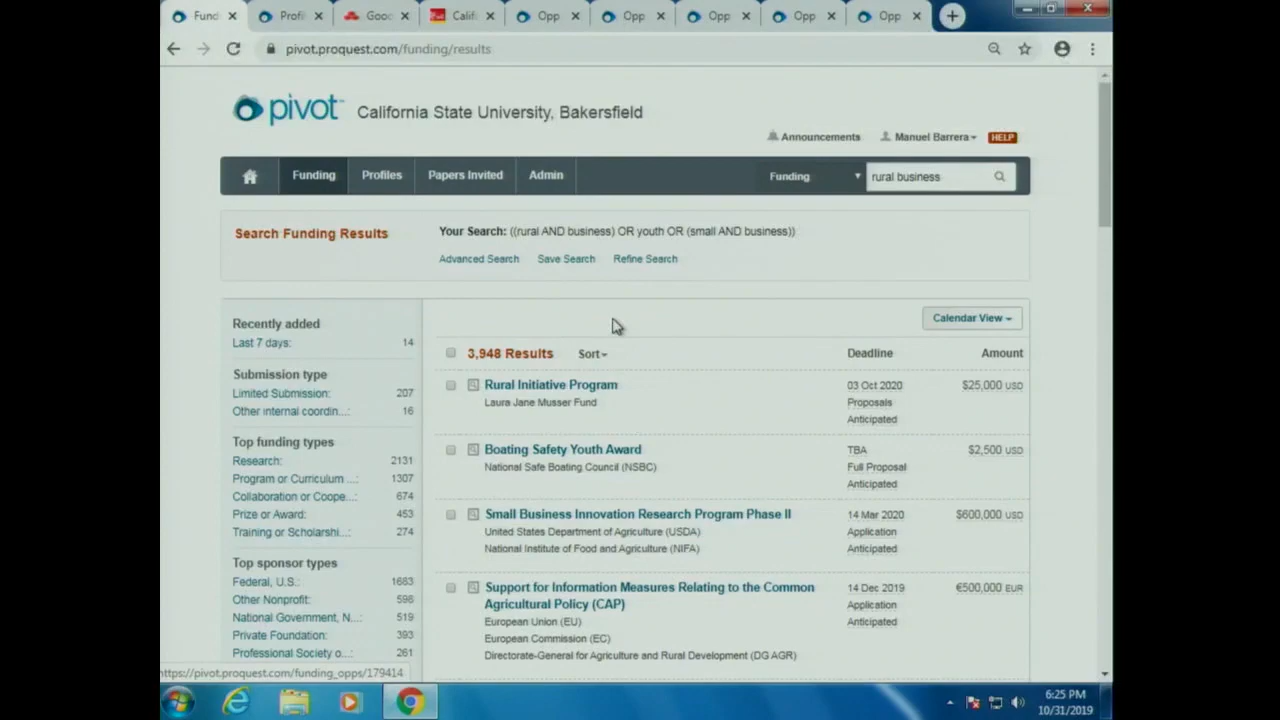 Fund
Profi
Goog
Calif
Opp
Opp
Opp
Opp
Opp
pivot.proquest.com/funding/results
pivot California State University, Bakersfield
Announcements Manuel Barrera HELP
Funding Profiles Papers Invited Admin Funding rural business
Search Funding Results
Your Search: ((rural AND business) OR youth OR (small AND business))
Advanced Search Save Search Refine Search
Recently added
Last 7 days: 14
Submission type
Limited Submission: 207
Other internal coordin...: 16
Top funding types
Research: 2131
Program or Curriculum ...: 1307
Collaboration or Coope...: 674
Prize or Award: 453
Training or Scholarshi...: 274
Top sponsor types
Federal, U.S.: 1683
Other Nonprofit: 598
National Government, N...: 519
Private Foundation: 393
Professional Society o...: 261
Calendar View
3,948 Results Sort Deadline Amount
Rural Initiative Program 03 Oct 2020 $25,000 USD
Laura Jane Musser Fund Proposals
Anticipated
Boating Safety Youth Award TBA $2,500 USD
National Safe Boating Council (NSBC) Full Proposal
Anticipated
Small Business Innovation Research Program Phase II 14 Mar 2020 $600,000 USD
United States Department of Agriculture (USDA) Application
National Institute of Food and Agriculture (NIFA) Anticipated
Support for Information Measures Relating to the Common 14 Dec 2019 €500,000 EUR
Agricultural Policy (CAP) Application
European Union (EU) Anticipated
European Commission (EC)
Directorate-General for Agriculture and Rural Development (DG AGR)
https://pivot.proquest.com/funding_opps/179414
6:25 PM
10/31/2019